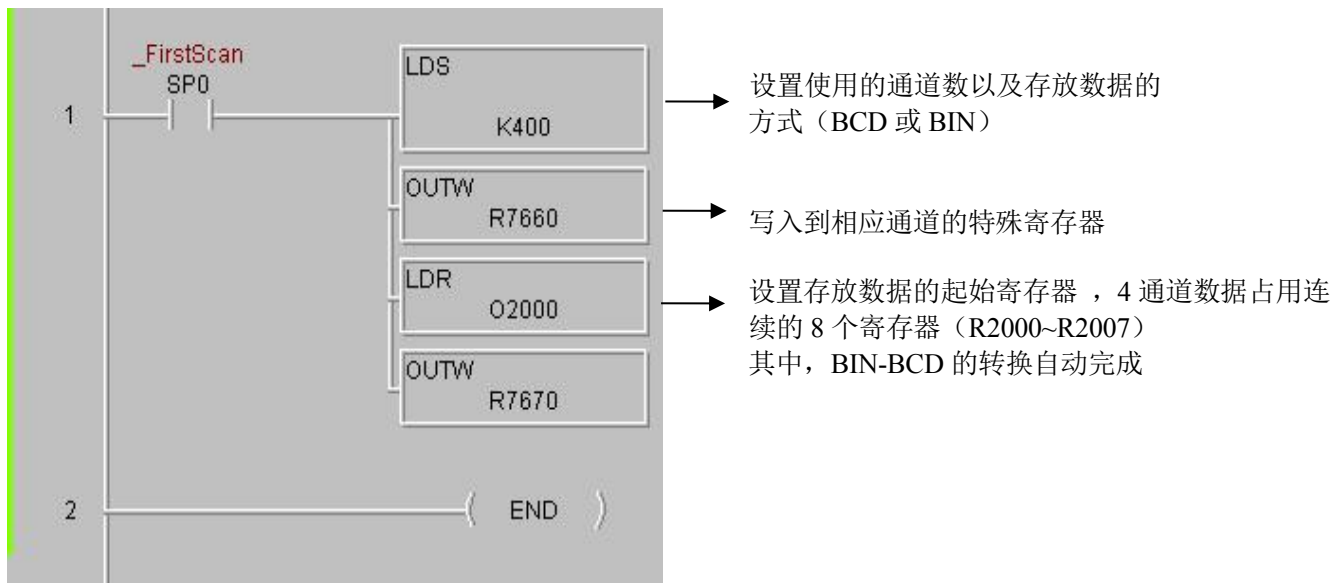 _FirstScan
SP0
1
LDS
K400
设置使用的通道数以及存放数据的
方式（BCD 或 BIN）
OUTW
R7660
写入到相应通道的特殊寄存器
LDR
O2000
设置存放数据的起始寄存器 ，4 通道数据占用连
续的 8 个寄存器（R2000~R2007）
其中，BIN-BCD 的转换自动完成
OUTW
R7670
2
( END )